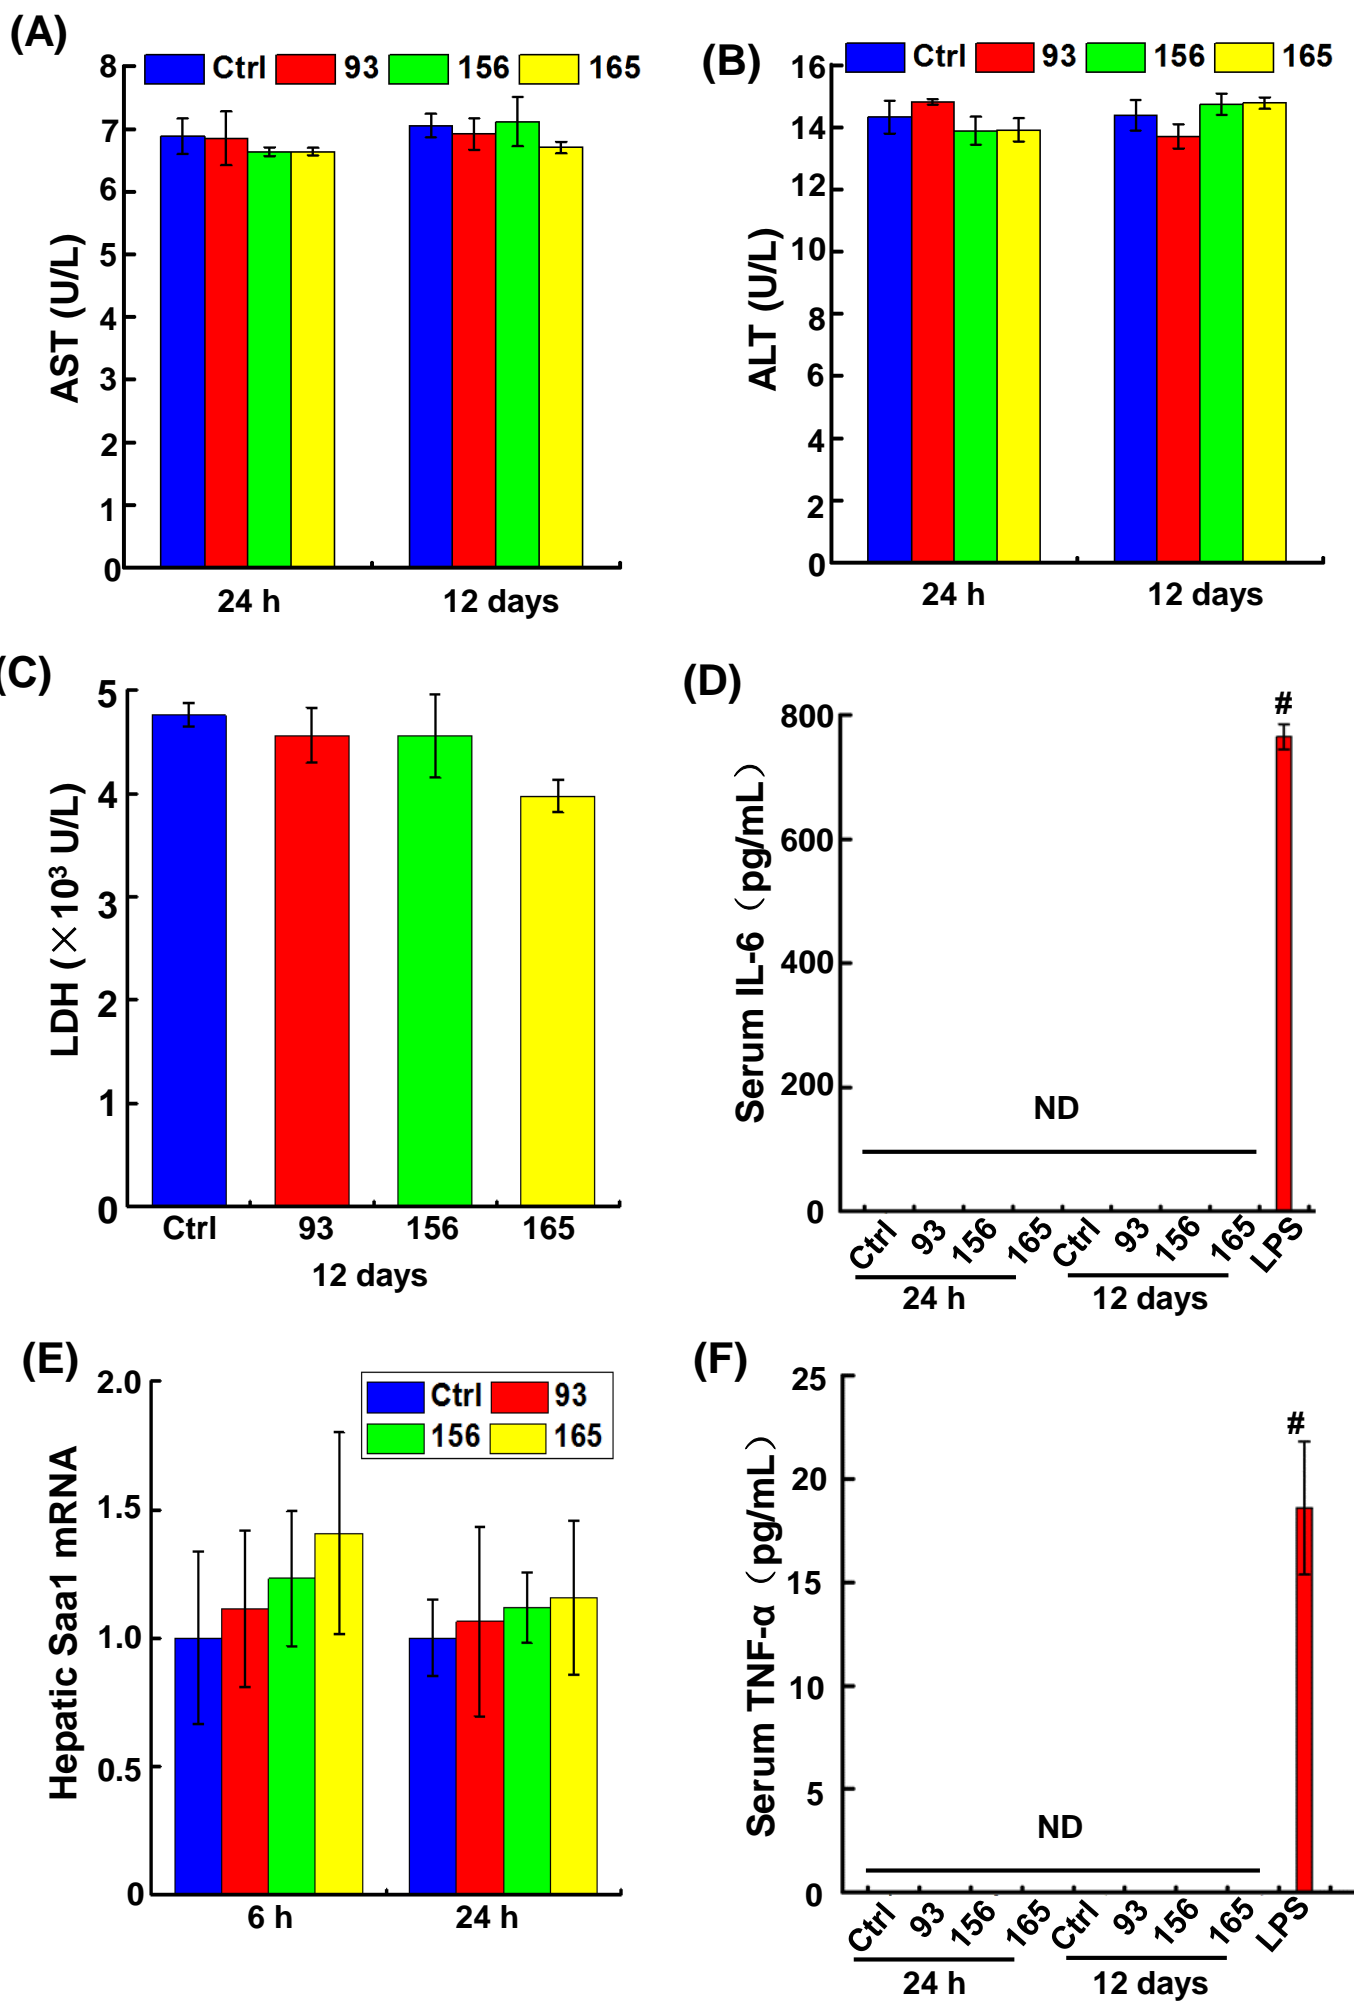 (A)
8
7
6
5
4
3
2
1
0
AST (U/L)
Ctrl 93 156 165
24 h 12 days
(B)
16
14
12
10
8
6
4
2
0
ALT (U/L)
Ctrl 93 156 165
24 h 12 days
(C)
5
4
3
2
1
0
LDH (×10³ U/L)
Ctrl 93 156 165
12 days
(D)
800
600
400
200
0
Serum IL-6（pg/mL）
#
ND
Ctrl 93 156 165 Ctrl 93 156 165 LPS
24 h 12 days
(E)
2.0
1.5
1.0
0.5
0
Hepatic Saa1 mRNA
Ctrl 93
156 165
6 h 24 h
(F)
25
20
15
10
5
0
Serum TNF-α（pg/mL）
#
ND
Ctrl 93 156 165 Ctrl 93 156 165 LPS
24 h 12 days